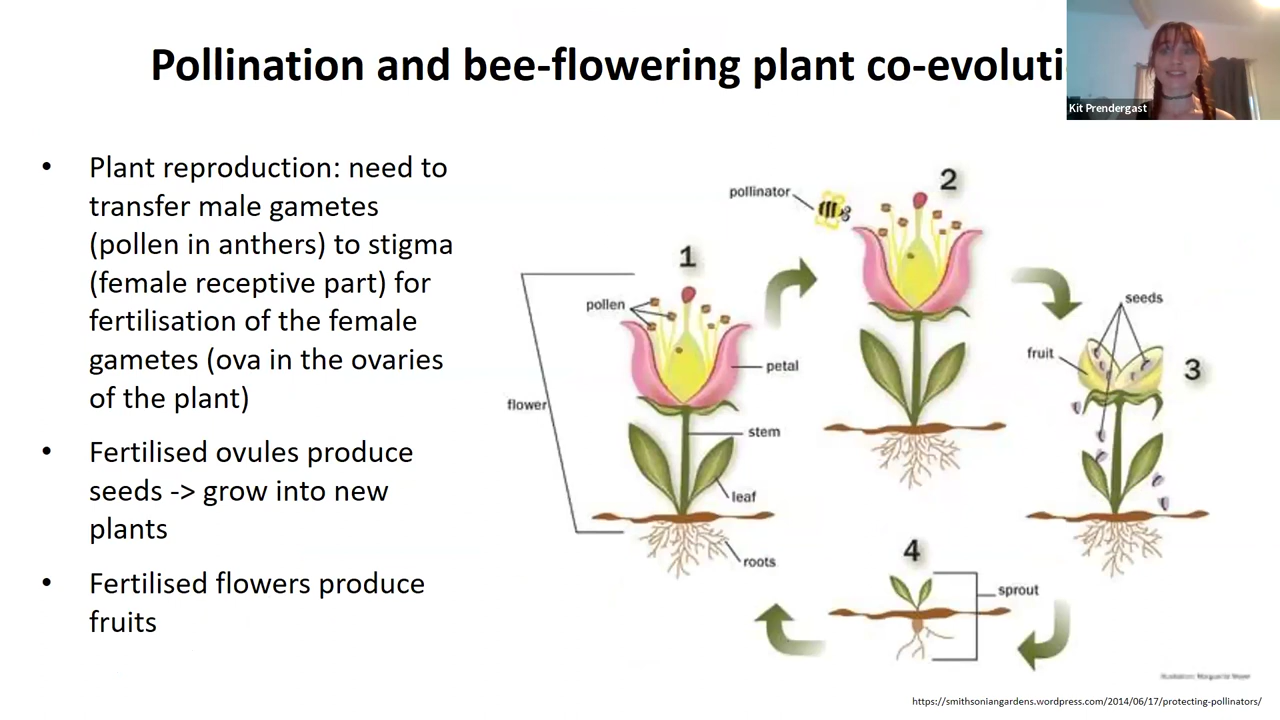 Pollination and bee-flowering plant co-evoluti
Kit Prendergast
• Plant reproduction: need to
transfer male gametes
(pollen in anthers) to stigma
(female receptive part) for
fertilisation of the female
gametes (ova in the ovaries
of the plant)
• Fertilised ovules produce
seeds -> grow into new
plants
• Fertilised flowers produce
fruits
1
pollen
petal
flower
stem
leaf
roots
2
pollinator
3
seeds
fruit
4
sprout
Illustration: Marguerite Meyer
https://smithsoniangardens.wordpress.com/2014/06/17/protecting-pollinators/